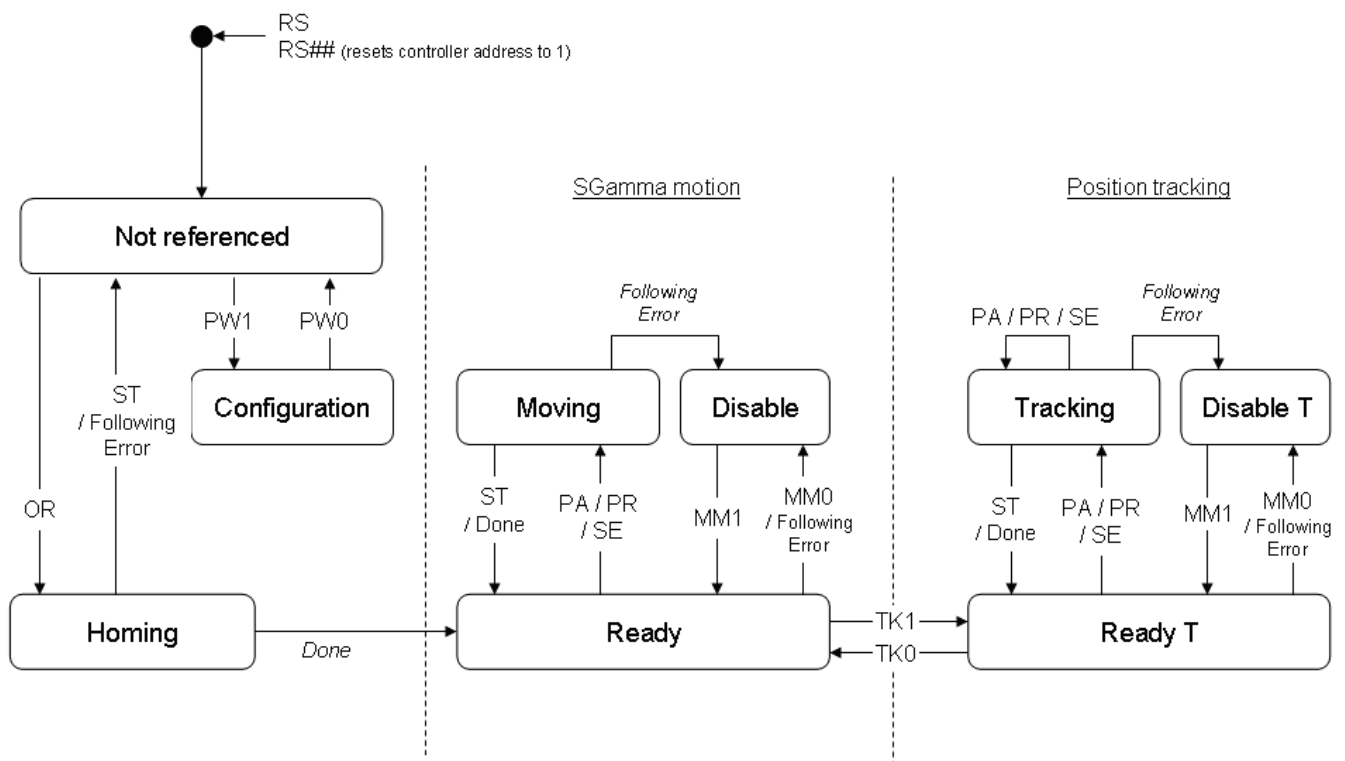 RS
RS## (resets controller address to 1)
SGamma motion
Position tracking
Not referenced
PW1
PW0
Configuration
ST
/ Following
Error
OR
Homing
Done
Following
Error
Moving
Disable
ST
/ Done
PA / PR
/ SE
MM1
MM0
/ Following
Error
Ready
TK1
TK0
PA / PR / SE
Following
Error
Tracking
Disable T
ST
/ Done
PA / PR
/ SE
MM1
MM0
/ Following
Error
Ready T